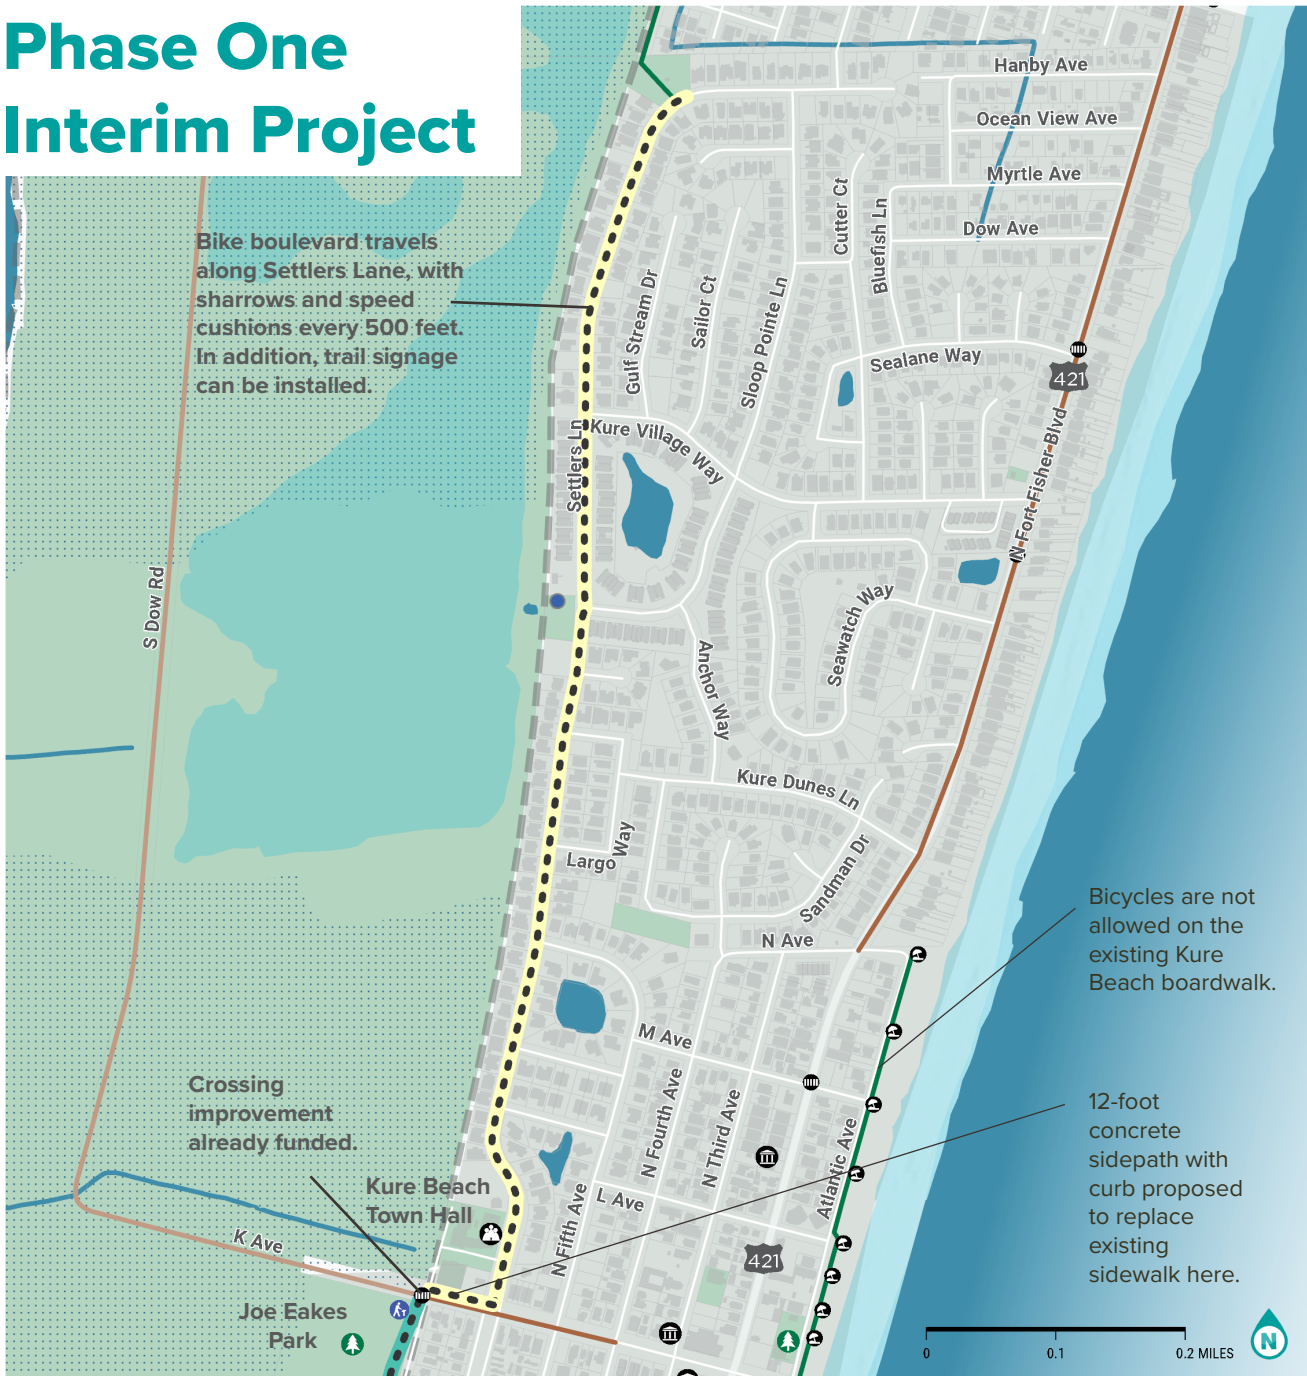 Phase One
Interim Project
Hanby Ave
Ocean View Ave
Myrtle Ave
Dow Ave
Cutter Ct
Bluefish Ln
Bike boulevard travels
along Settlers Lane, with
sharrows and speed
cushions every 500 feet.
In addition, trail signage
can be installed.
Gulf Stream Dr
Sailor Ct
Sloop Pointe Ln
Sealane Way
421
Kure Village Way
Settlers Ln
N Fort Fisher Blvd
S Dow Rd
Seawatch Way
Anchor Way
Kure Dunes Ln
Largo Way
Sandman Dr
N Ave
Bicycles are not
allowed on the
existing Kure
Beach boardwalk.
M Ave
N Fourth Ave
N Third Ave
Atlantic Ave
Crossing
improvement
already funded.
12-foot
concrete
sidepath with
curb proposed
to replace
existing
sidewalk here.
Kure Beach
Town Hall
L Ave
N Fifth Ave
K Ave
421
Joe Eakes
Park
0
0.1
0.2 MILES
N